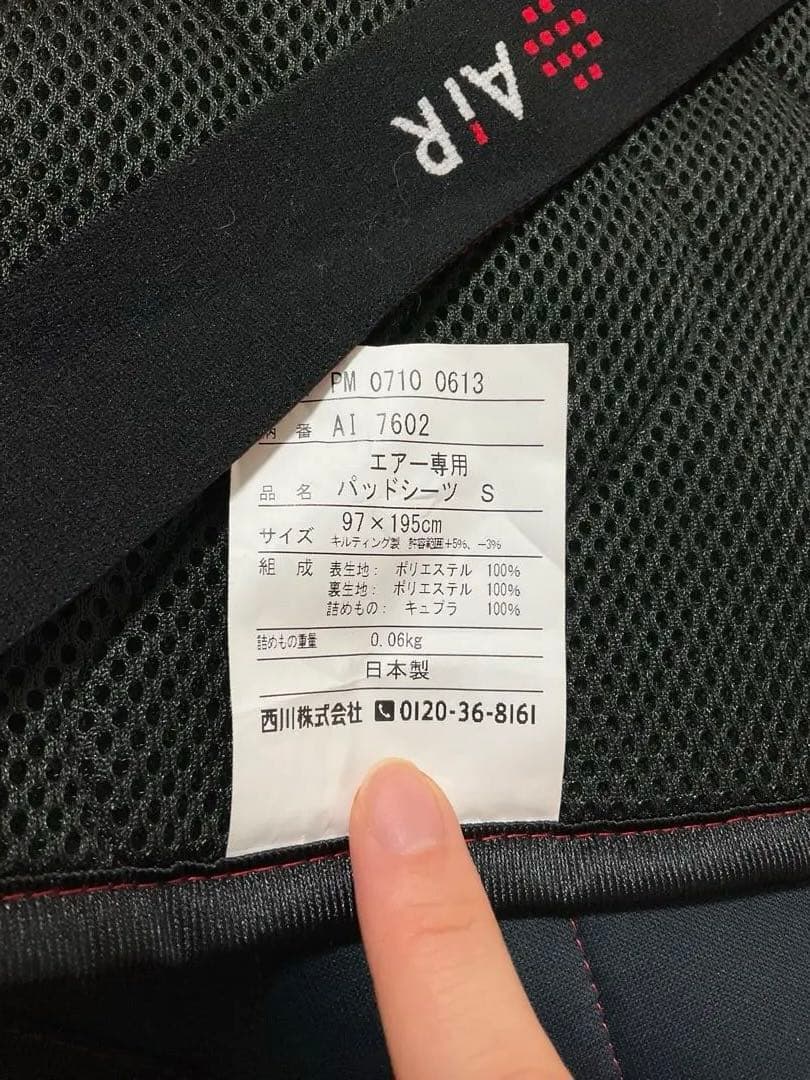 AiR
PM 0710 0613
柄 番 AI 7602
エアー専用
品 名 パッドシーツ S
サイズ 97×195cm
キルティング製 許容範囲+5%、-3%
組 成 表生地: ポリエステル 100%
裏生地: ポリエステル 100%
詰めもの: キュプラ 100%
詰めもの重量 0.06kg
日本製
西川株式会社 0120-36-8161